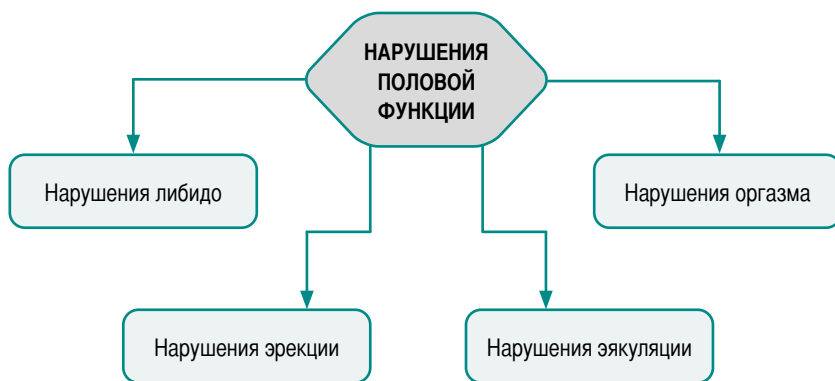 НАРУШЕНИЯ
ПОЛОВОЙ
ФУНКЦИИ
Нарушения либидо
Нарушения оргазма
Нарушения эрекции
Нарушения эякуляции